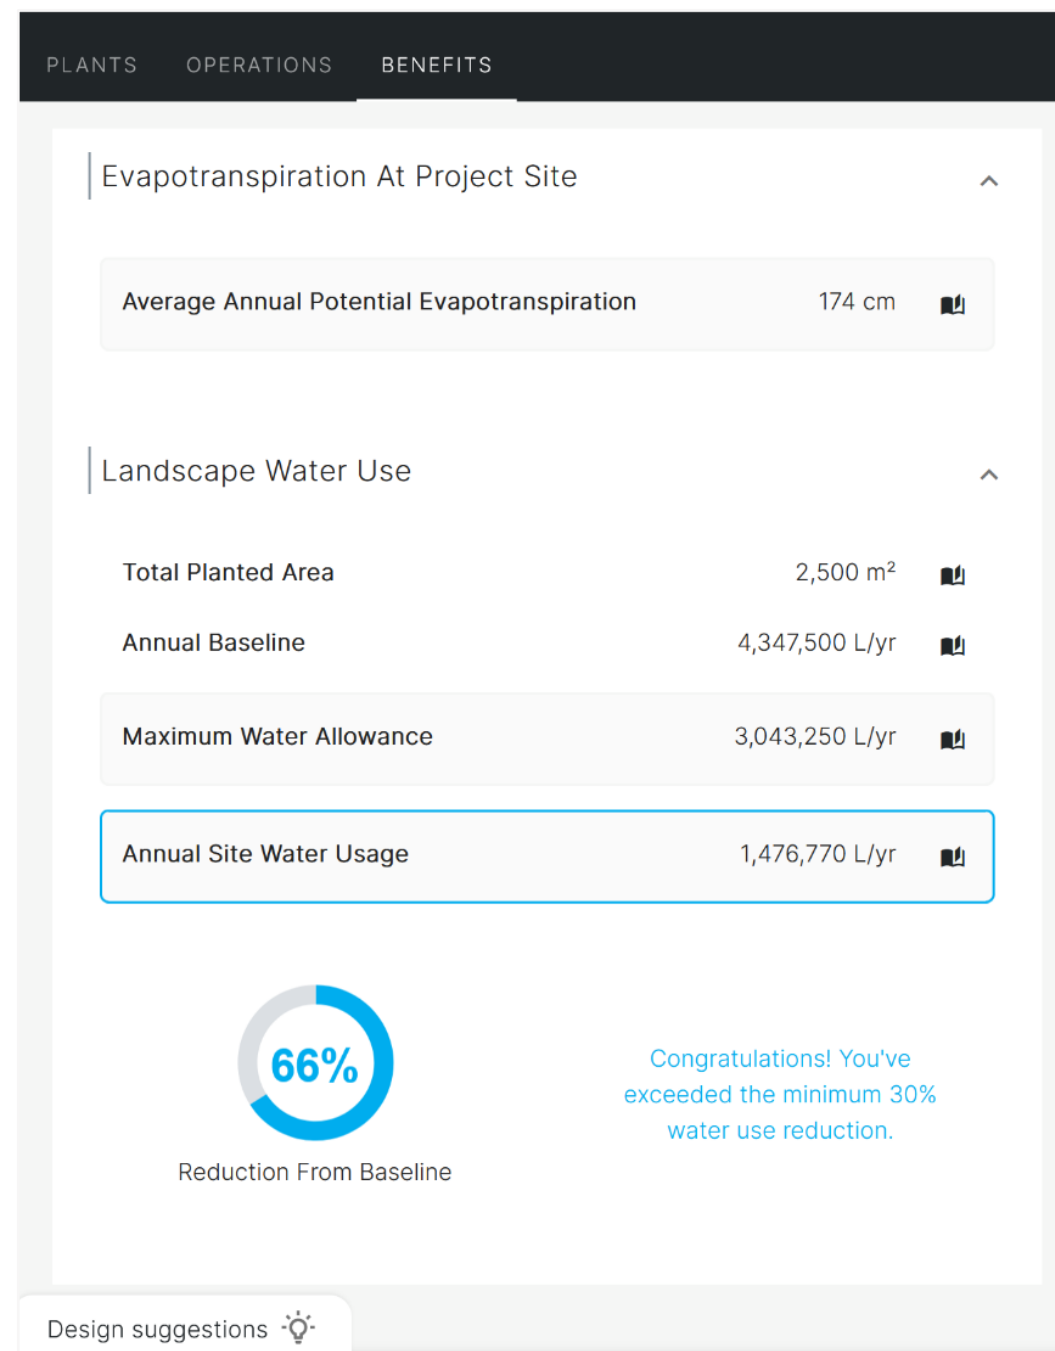 PLANTS OPERATIONS BENEFITS
Evapotranspiration At Project Site
Average Annual Potential Evapotranspiration 174 cm
Landscape Water Use
Total Planted Area 2,500 m²
Annual Baseline 4,347,500 L/yr
Maximum Water Allowance 3,043,250 L/yr
Annual Site Water Usage 1,476,770 L/yr
66%
Reduction From Baseline
Congratulations! You've
exceeded the minimum 30%
water use reduction.
Design suggestions